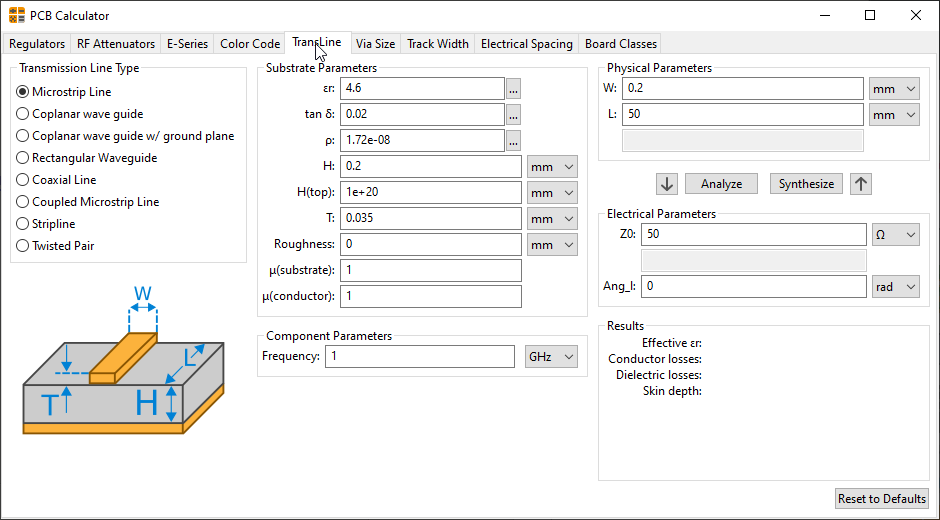 PCB Calculator
Regulators RF Attenuators E-Series Color Code TransLine Via Size Track Width Electrical Spacing Board Classes
Transmission Line Type
Microstrip Line
Coplanar wave guide
Coplanar wave guide w/ ground plane
Rectangular Waveguide
Coaxial Line
Coupled Microstrip Line
Stripline
Twisted Pair
W
L
T
H
Substrate Parameters
εr: 4.6 ...
tan δ: 0.02 ...
ρ: 1.72e-08 ...
H: 0.2 mm
H(top): 1e+20 mm
T: 0.035 mm
Roughness: 0 mm
μ(substrate): 1
μ(conductor): 1
Component Parameters
Frequency: 1 GHz
Physical Parameters
W: 0.2 mm
L: 50 mm
Analyze Synthesize
Electrical Parameters
Z0: 50 Ω
Ang_l: 0 rad
Results
Effective εr:
Conductor losses:
Dielectric losses:
Skin depth:
Reset to Defaults